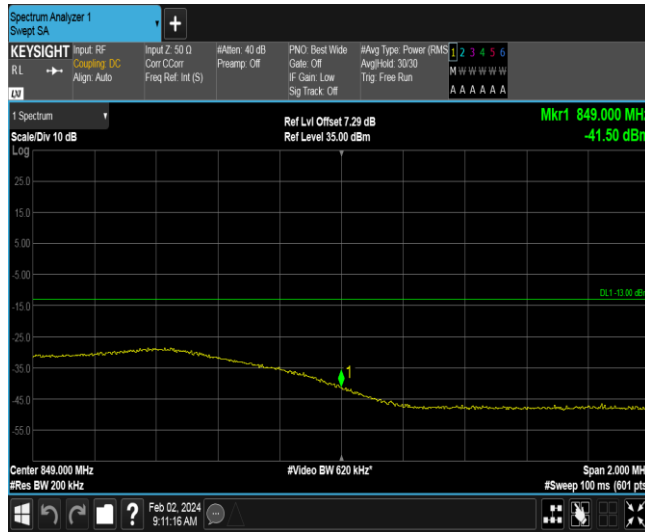 Spectrum Analyzer 1
Swept SA
+
KEYSIGHT
RL
LXI
Input: RF
Coupling: DC
Align: Auto
Input Z: 50 Ω
Corr CCorr
Freq Ref: Int (S)
#Atten: 40 dB
Preamp: Off
PNO: Best Wide
Gate: Off
IF Gain: Low
Sig Track: Off
#Avg Type: Power (RMS
Avg|Hold: 30/30
Trig: Free Run
1 2 3 4 5 6
M W W W W W
A A A A A A
1 Spectrum
Scale/Div 10 dB
Log
Ref Lvl Offset 7.29 dB
Ref Level 35.00 dBm
Mkr1 849.000 MHz
-41.50 dBm
25.0
15.0
5.00
-5.00
DL1 -13.00 dBm
-15.0
-25.0
-35.0
1
-45.0
-55.0
Center 849.000 MHz
#Res BW 200 kHz
#Video BW 620 kHz*
Span 2.000 MHz
#Sweep 100 ms (601 pts
?
Feb 02, 2024
9:11:16 AM